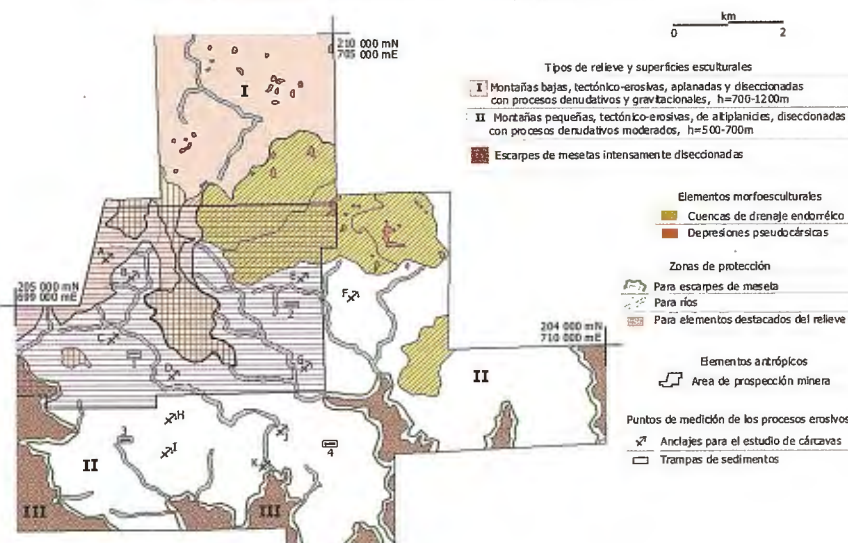 km
0 2
210 000 mN
705 000 mE
I
A
B
E
F
205 000 mN
699 000 mE
2
C
1
D
G
204 000 mN
710 000 mE
II
H
3
I
J
4
K
II
III
III
Tipos de relieve y superficies esculturales
I Montañas bajas, tectónico-erosivas, aplanadas y diseccionadas
con procesos denudativos y gravitacionales, h=700-1200m
II Montañas pequeñas, tectónico-erosivas, de altiplanicies, diseccionadas
con procesos denudativos moderados, h=500-700m
III Escarpes de mesetas intensamente diseccionadas
Elementos morfoesculturales
Cuencas de drenaje endorréico
Depresiones pseudocársicas
Zonas de protección
Para escarpes de meseta
Para ríos
Para elementos destacados del relieve
Elementos antrópicos
Area de prospección minera
Puntos de medición de los procesos erosivos
Anclajes para el estudio de cárcavas
Trampas de sedimentos